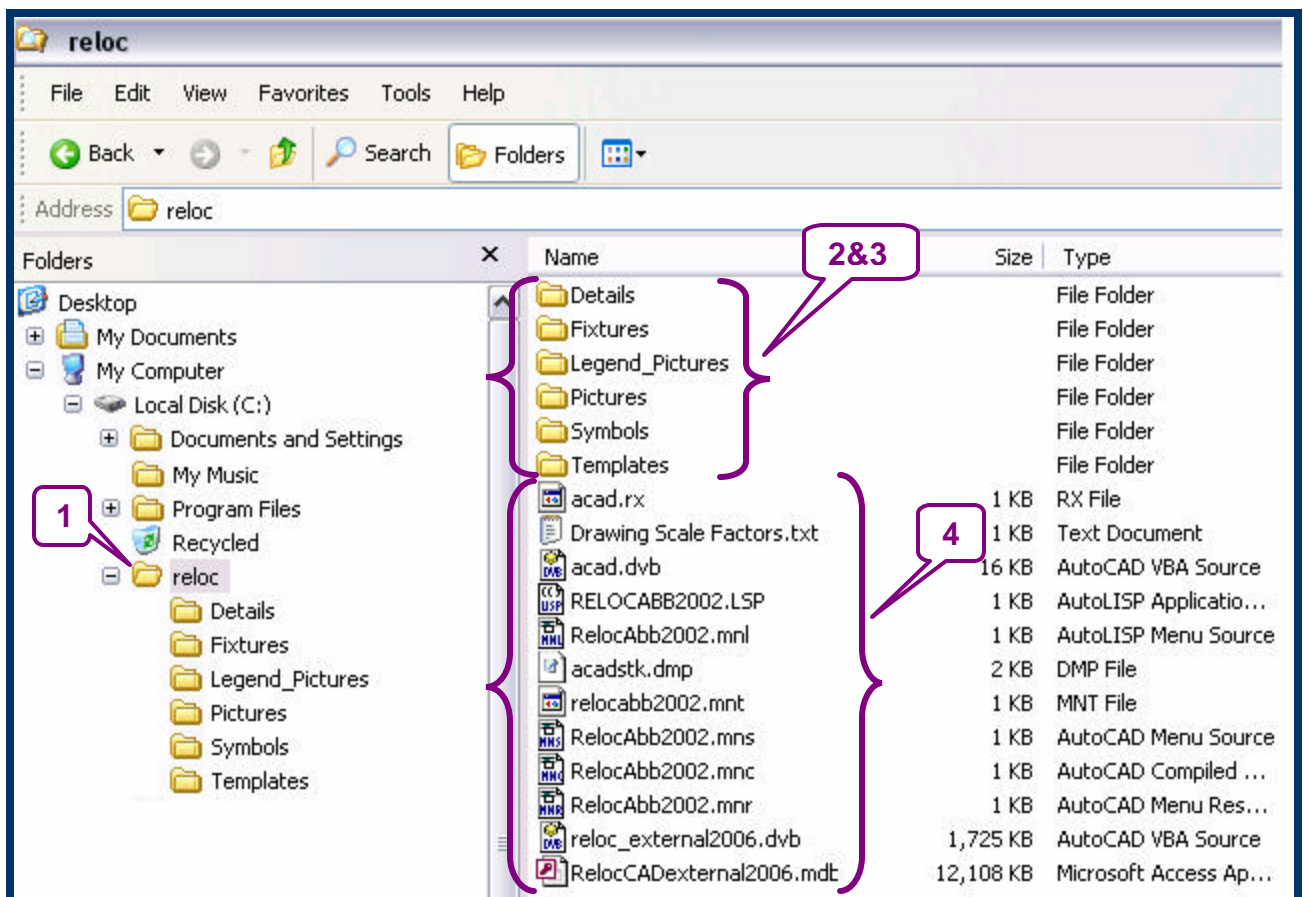 reloc
File Edit View Favorites Tools Help
Back Search Folders
Address reloc
Folders
Desktop
My Documents
My Computer
Local Disk (C:)
Documents and Settings
My Music
Program Files
1
Recycled
reloc
Details
Fixtures
Legend_Pictures
Pictures
Symbols
Templates
Name Size Type
2&3
Details File Folder
Fixtures File Folder
Legend_Pictures File Folder
Pictures File Folder
Symbols File Folder
Templates File Folder
acad.rx 1 KB RX File
Drawing Scale Factors.txt 1 KB Text Document
4
acad.dvb 16 KB AutoCAD VBA Source
RELOCABB2002.LSP 1 KB AutoLISP Applicatio...
RelocAbb2002.mnl 1 KB AutoLISP Menu Source
acadstk.dmp 2 KB DMP File
relocabb2002.mnt 1 KB MNT File
RelocAbb2002.mns 1 KB AutoCAD Menu Source
RelocAbb2002.mnc 1 KB AutoCAD Compiled ...
RelocAbb2002.mnr 1 KB AutoCAD Menu Res...
reloc_external2006.dvb 1,725 KB AutoCAD VBA Source
RelocCADexternal2006.mdt 12,108 KB Microsoft Access Ap...